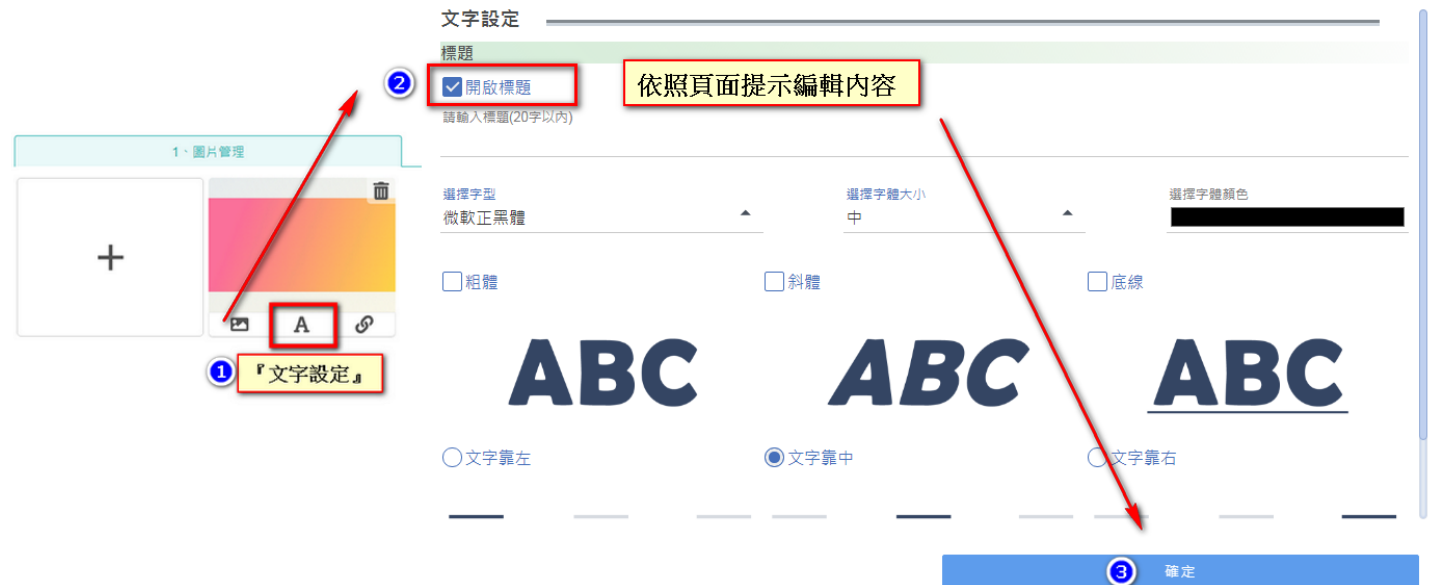 文字設定
標題
2
開啟標題
依照頁面提示編輯內容
請輸入標題(20字以內)
1、圖片管理
選擇字型
選擇字體大小
選擇字體顏色
微軟正黑體
中
+
粗體
斜體
底線
A
1
『文字設定』
ABC
ABC
ABC
文字靠左
文字靠中
文字靠右
3
確定